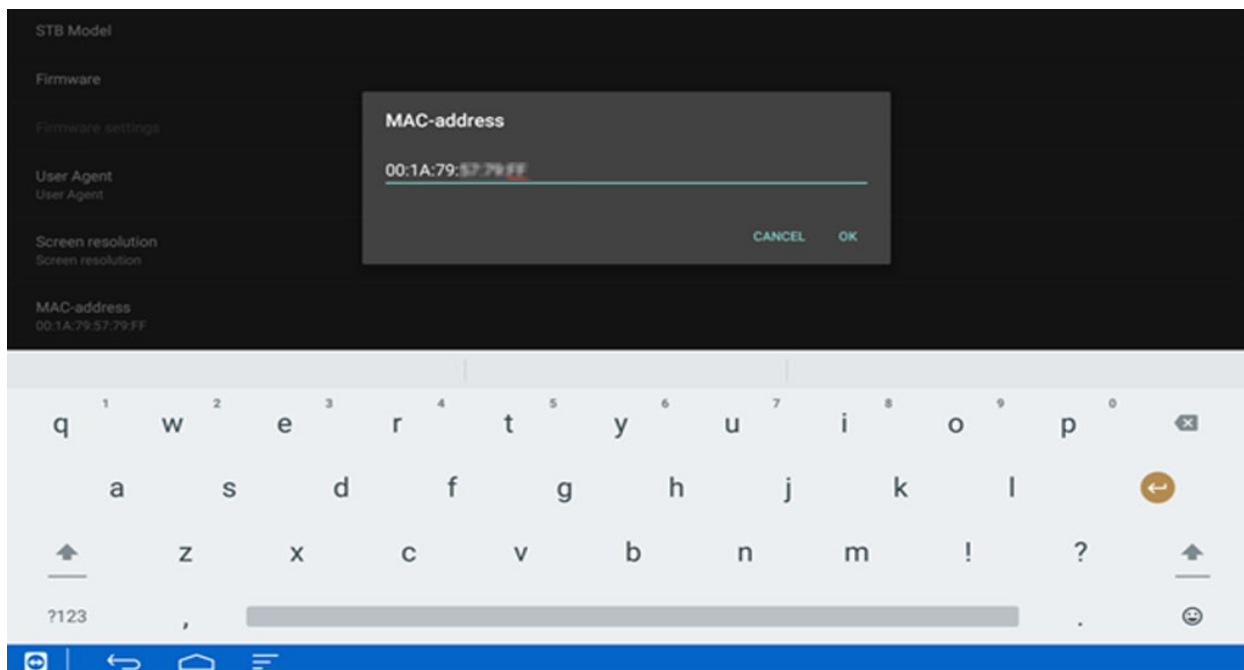 STB Model
Firmware
Firmware settings
User Agent
User Agent
Screen resolution
Screen resolution
MAC-address
00:1A:79:57:79:FF
MAC-address
00:1A:79:
CANCEL OK
1 2 3 4 5 6 7 8 9 0
q w e r t y u i o p
a s d f g h j k l
z x c v b n m ! ?
?123 , .